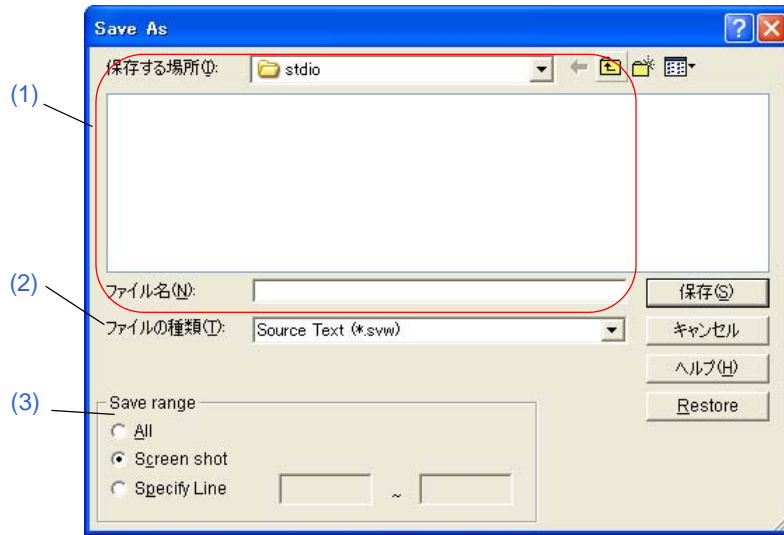 Save As
(1)
保存する場所(I):
stdio
(2)
ファイル名(N):
保存(S)
ファイルの種類(T):
Source Text (*.svw)
キャンセル
ヘルプ(H)
(3)
Save range
Restore
All
Screen shot
Specify Line
~